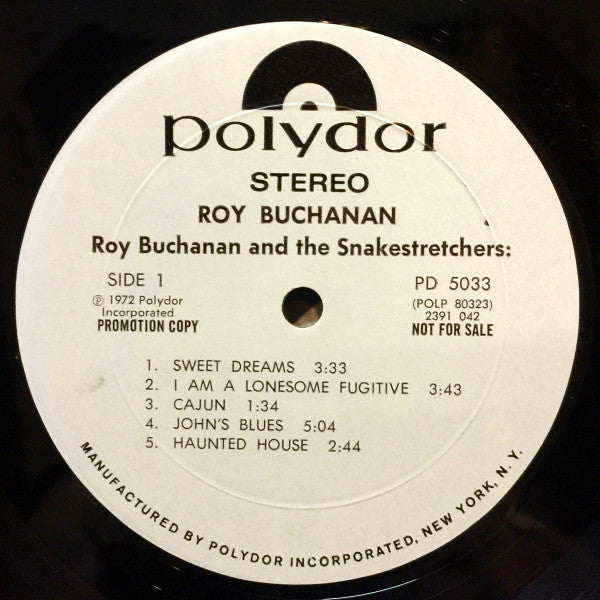 polydor
STEREO
ROY BUCHANAN
Roy Buchanan and the Snakestretchers:
SIDE 1
PD 5033
℗ 1972 Polydor
Incorporated
(POLP 80323)
2391 042
PROMOTION COPY
NOT FOR SALE
1. SWEET DREAMS 3:33
2. I AM A LONESOME FUGITIVE 3:43
3. CAJUN 1:34
4. JOHN'S BLUES 5:04
5. HAUNTED HOUSE 2:44
MANUFACTURED BY POLYDOR INCORPORATED, NEW YORK, N. Y.